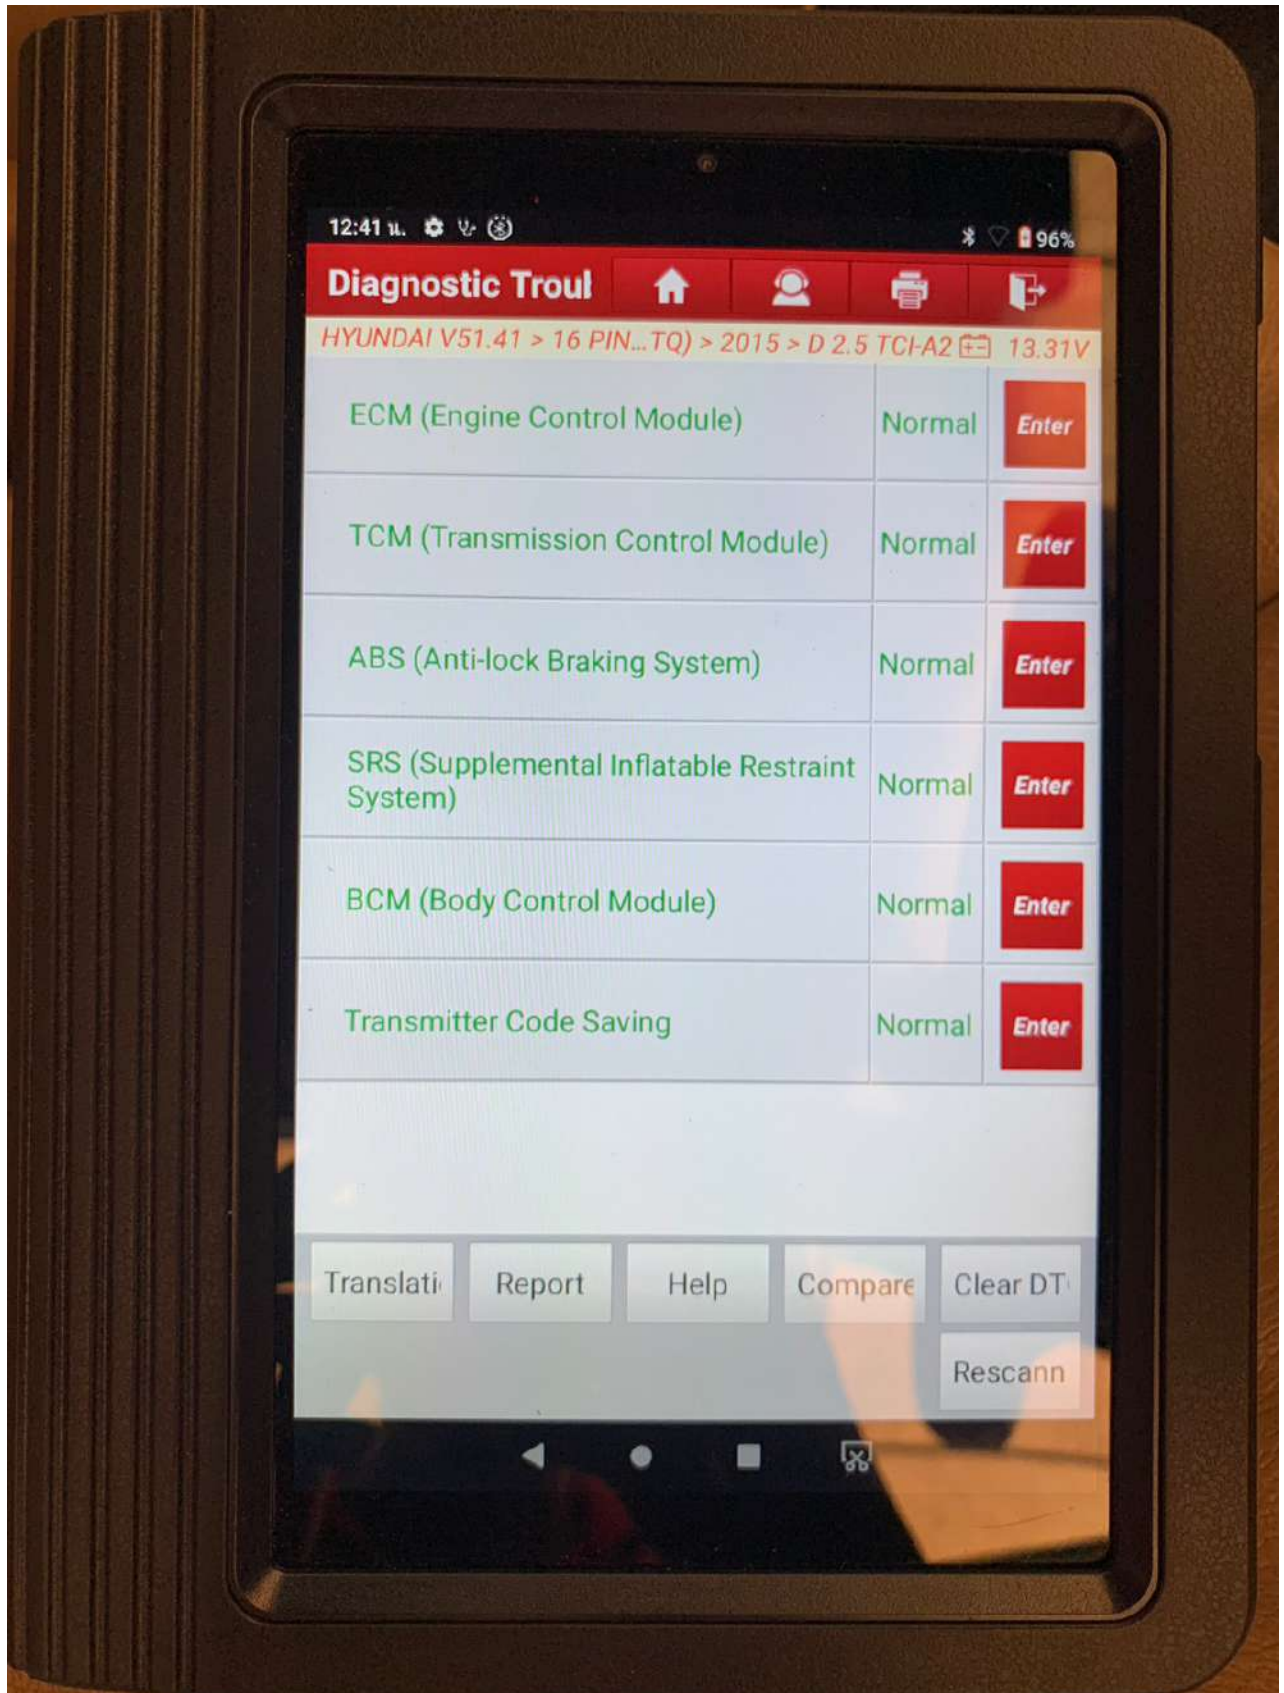 12:41 น. 96%
Diagnostic Troul
HYUNDAI V51.41 > 16 PIN...TQ) > 2015 > D 2.5 TCI-A2 13.31V
ECM (Engine Control Module) Normal Enter
TCM (Transmission Control Module) Normal Enter
ABS (Anti-lock Braking System) Normal Enter
SRS (Supplemental Inflatable Restraint
System) Normal Enter
BCM (Body Control Module) Normal Enter
Transmitter Code Saving Normal Enter
Translati Report Help Compare Clear DT
Rescann